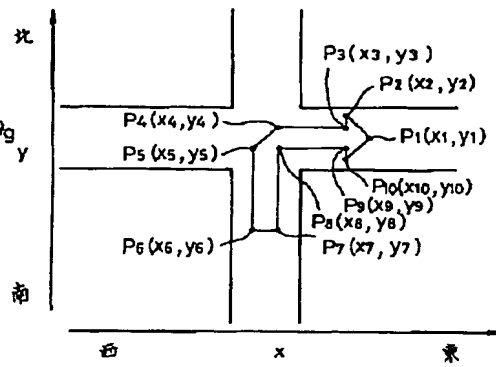 北
P3(x3,y3)
P2(x2,y2)
P4(x4,y4)
θg
P1(x1,y1)
y
P5(x5,y5)
P10(x10,y10)
P9(x9,y9)
P8(x8,y8)
P6(x6,y6)
P7(x7,y7)
南
西
x
東